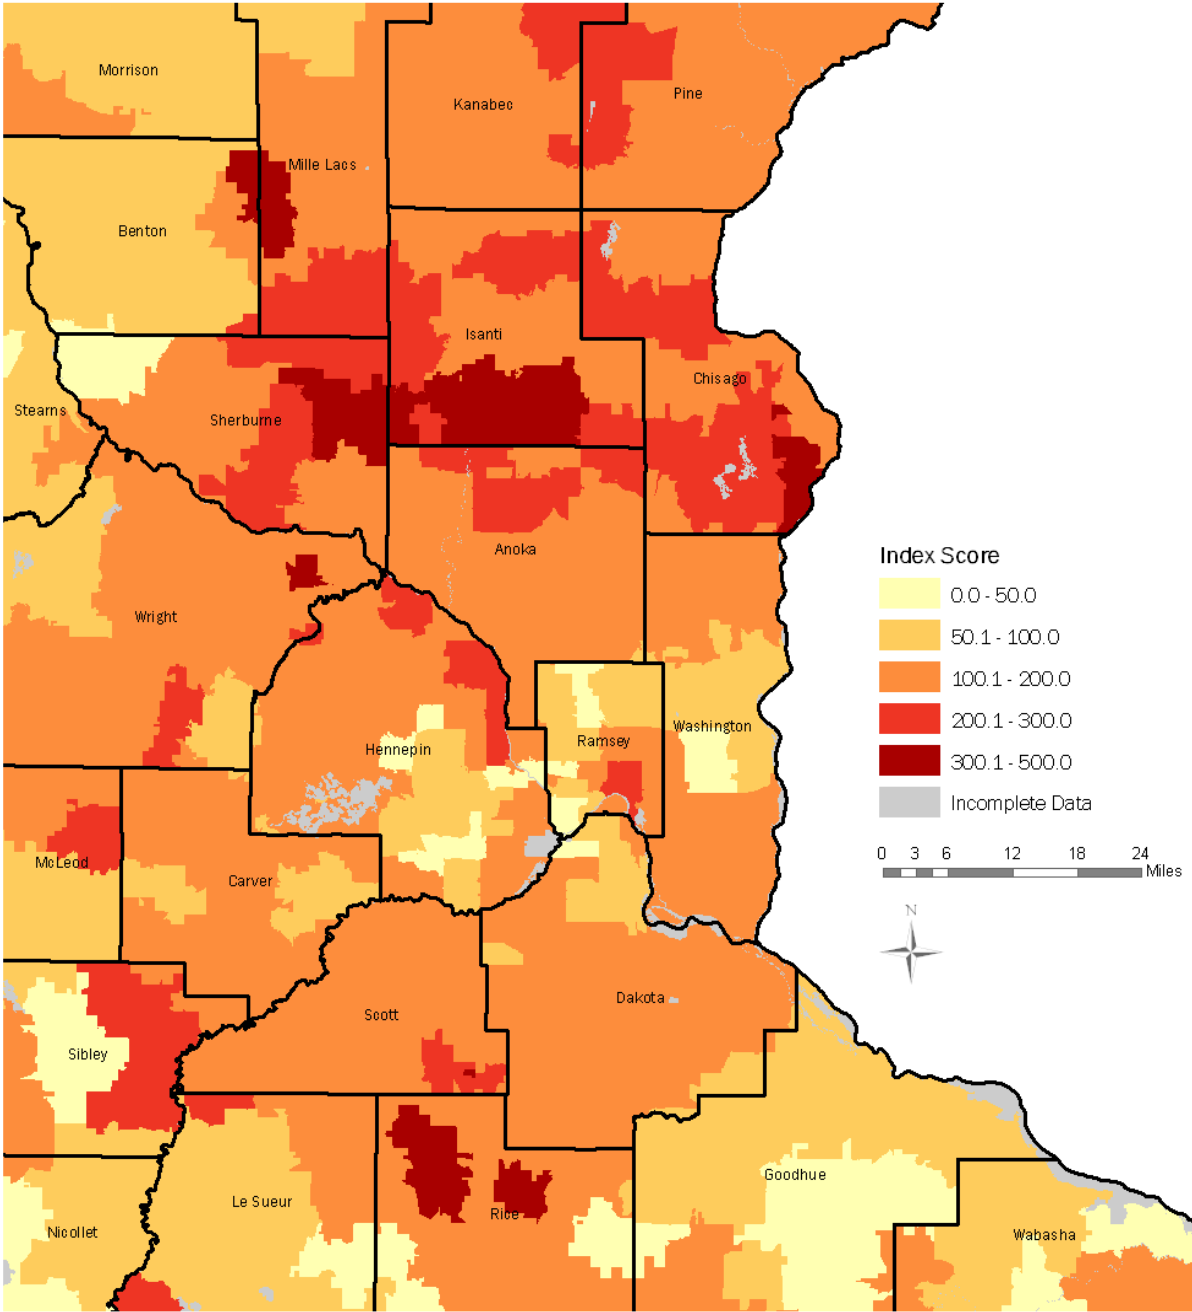 Morrison
Kanabec
Pine
Mille Lacs
Benton
Isanti
Chisago
Stearns
Sherburne
Anoka
Index Score
0.0 - 50.0
Wright
50.1 - 100.0
100.1 - 200.0
200.1 - 300.0
Washington
Ramsey
Hennepin
300.1 - 500.0
Incomplete Data
0 3 6 12 18 24
Miles
McLeod
Carver
N
Dakota
Scott
Sibley
Goodhue
Le Sueur
Rice
Nicollet
Wabasha